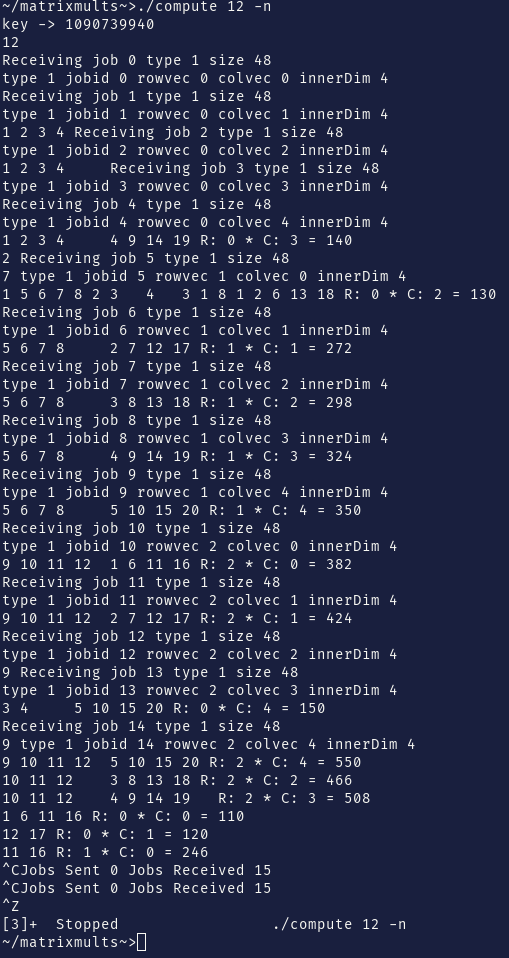 ~/matrixmults~>./compute 12 -n
key -> 1090739940
12
Receiving job 0 type 1 size 48
type 1 jobid 0 rowvec 0 colvec 0 innerDim 4
Receiving job 1 type 1 size 48
type 1 jobid 1 rowvec 0 colvec 1 innerDim 4
1 2 3 4 Receiving job 2 type 1 size 48
type 1 jobid 2 rowvec 0 colvec 2 innerDim 4
1 2 3 4     Receiving job 3 type 1 size 48
type 1 jobid 3 rowvec 0 colvec 3 innerDim 4
Receiving job 4 type 1 size 48
type 1 jobid 4 rowvec 0 colvec 4 innerDim 4
1 2 3 4     4 9 14 19 R: 0 * C: 3 = 140
2 Receiving job 5 type 1 size 48
7 type 1 jobid 5 rowvec 1 colvec 0 innerDim 4
1 5 6 7 8 2 3   4   3 1 8 1 2 6 13 18 R: 0 * C: 2 = 130
Receiving job 6 type 1 size 48
type 1 jobid 6 rowvec 1 colvec 1 innerDim 4
5 6 7 8     2 7 12 17 R: 1 * C: 1 = 272
Receiving job 7 type 1 size 48
type 1 jobid 7 rowvec 1 colvec 2 innerDim 4
5 6 7 8     3 8 13 18 R: 1 * C: 2 = 298
Receiving job 8 type 1 size 48
type 1 jobid 8 rowvec 1 colvec 3 innerDim 4
5 6 7 8     4 9 14 19 R: 1 * C: 3 = 324
Receiving job 9 type 1 size 48
type 1 jobid 9 rowvec 1 colvec 4 innerDim 4
5 6 7 8     5 10 15 20 R: 1 * C: 4 = 350
Receiving job 10 type 1 size 48
type 1 jobid 10 rowvec 2 colvec 0 innerDim 4
9 10 11 12  1 6 11 16 R: 2 * C: 0 = 382
Receiving job 11 type 1 size 48
type 1 jobid 11 rowvec 2 colvec 1 innerDim 4
9 10 11 12  2 7 12 17 R: 2 * C: 1 = 424
Receiving job 12 type 1 size 48
type 1 jobid 12 rowvec 2 colvec 2 innerDim 4
9 Receiving job 13 type 1 size 48
type 1 jobid 13 rowvec 2 colvec 3 innerDim 4
3 4     5 10 15 20 R: 0 * C: 4 = 150
Receiving job 14 type 1 size 48
9 type 1 jobid 14 rowvec 2 colvec 4 innerDim 4
9 10 11 12  5 10 15 20 R: 2 * C: 4 = 550
10 11 12    3 8 13 18 R: 2 * C: 2 = 466
10 11 12    4 9 14 19   R: 2 * C: 3 = 508
1 6 11 16 R: 0 * C: 0 = 110
12 17 R: 0 * C: 1 = 120
11 16 R: 1 * C: 0 = 246
^CJobs Sent 0 Jobs Received 15
^CJobs Sent 0 Jobs Received 15
^Z
[3]+  Stopped                 ./compute 12 -n
~/matrixmults~>